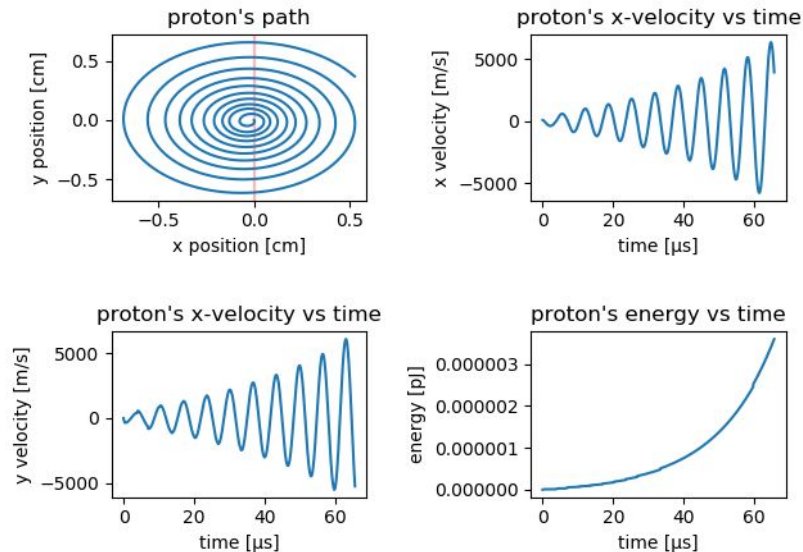 proton's path
y position [cm]
0.5
0.0
−0.5
−0.5
0.0
0.5
x position [cm]
proton's x-velocity vs time
x velocity [m/s]
5000
0
−5000
0
20
40
60
time [μs]
proton's x-velocity vs time
y velocity [m/s]
5000
0
−5000
0
20
40
60
time [μs]
proton's energy vs time
energy [pJ]
0.000003
0.000002
0.000001
0.000000
0
20
40
60
time [μs]